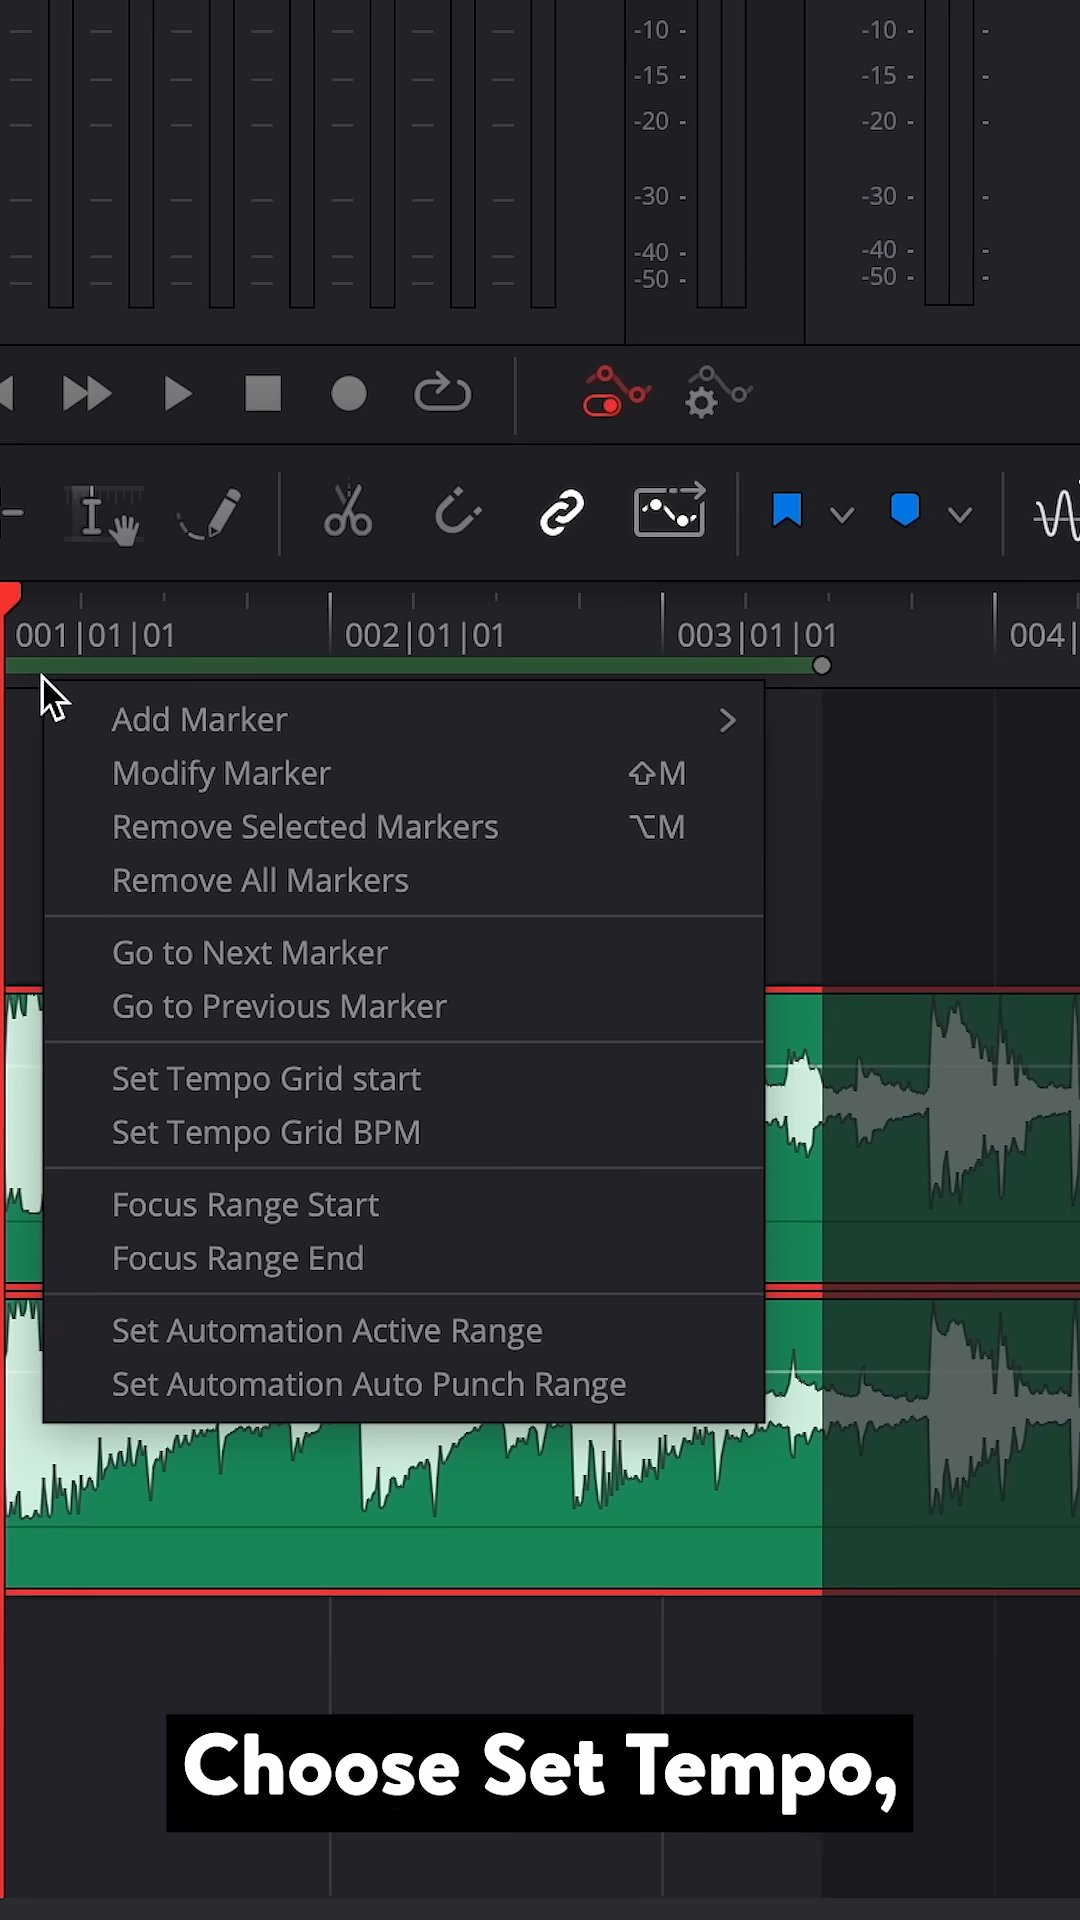 -10 - -10 - -
-15 - -15 - -
-20 - -20 - -
-30 - -30 - -
-40 - -40 - -
-50 - -50 - -
001|01|01 002|01|01 003|01|01 004|
Add Marker
Modify Marker ⇧M
Remove Selected Markers ⌥M
Remove All Markers
Go to Next Marker
Go to Previous Marker
Set Tempo Grid start
Set Tempo Grid BPM
Focus Range Start
Focus Range End
Set Automation Active Range
Set Automation Auto Punch Range
Choose Set Tempo,